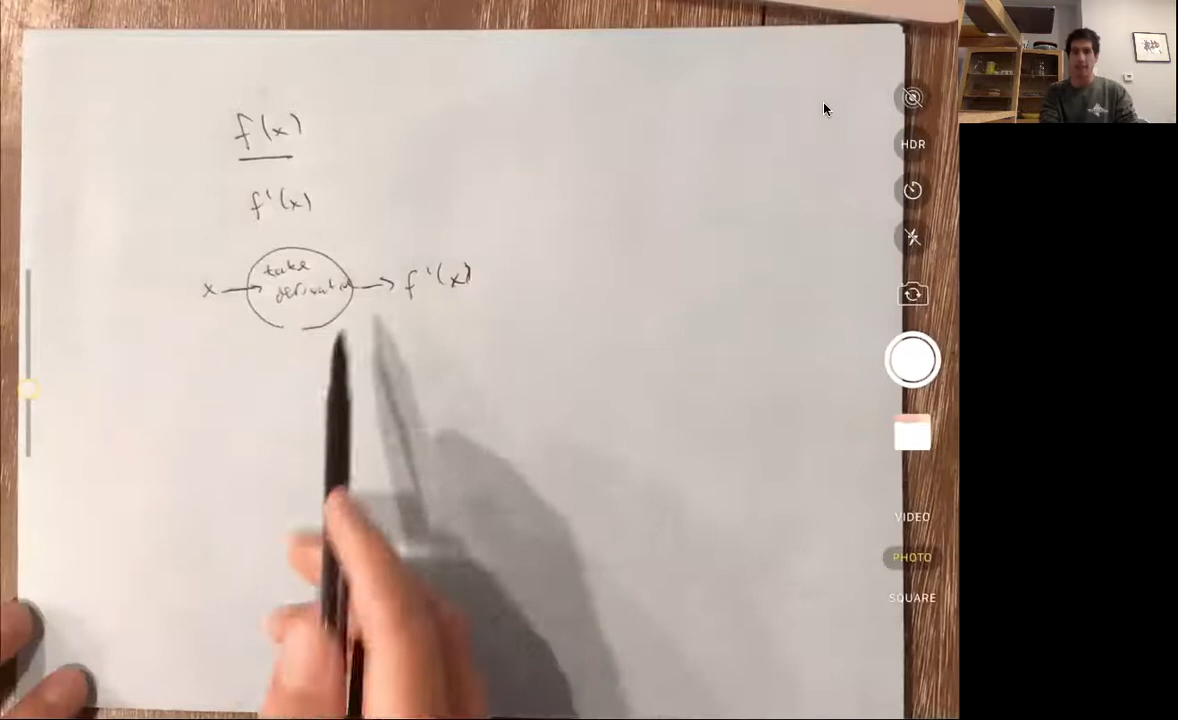 f(x)
f'(x)
take
x → derivative → f'(x)
HDR
VIDEO
PHOTO
SQUARE